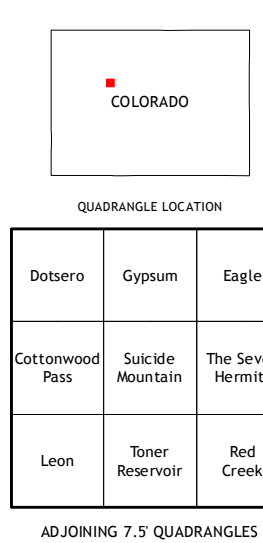 COLORADO
QUADRANGLE LOCATION
Dotsero Gypsum Eagle
Cottonwood Suicide The
Pass Mountain
Toner Red
Leon
Reservoir Creek
ADJOINING 7.5' QUADRANGLES